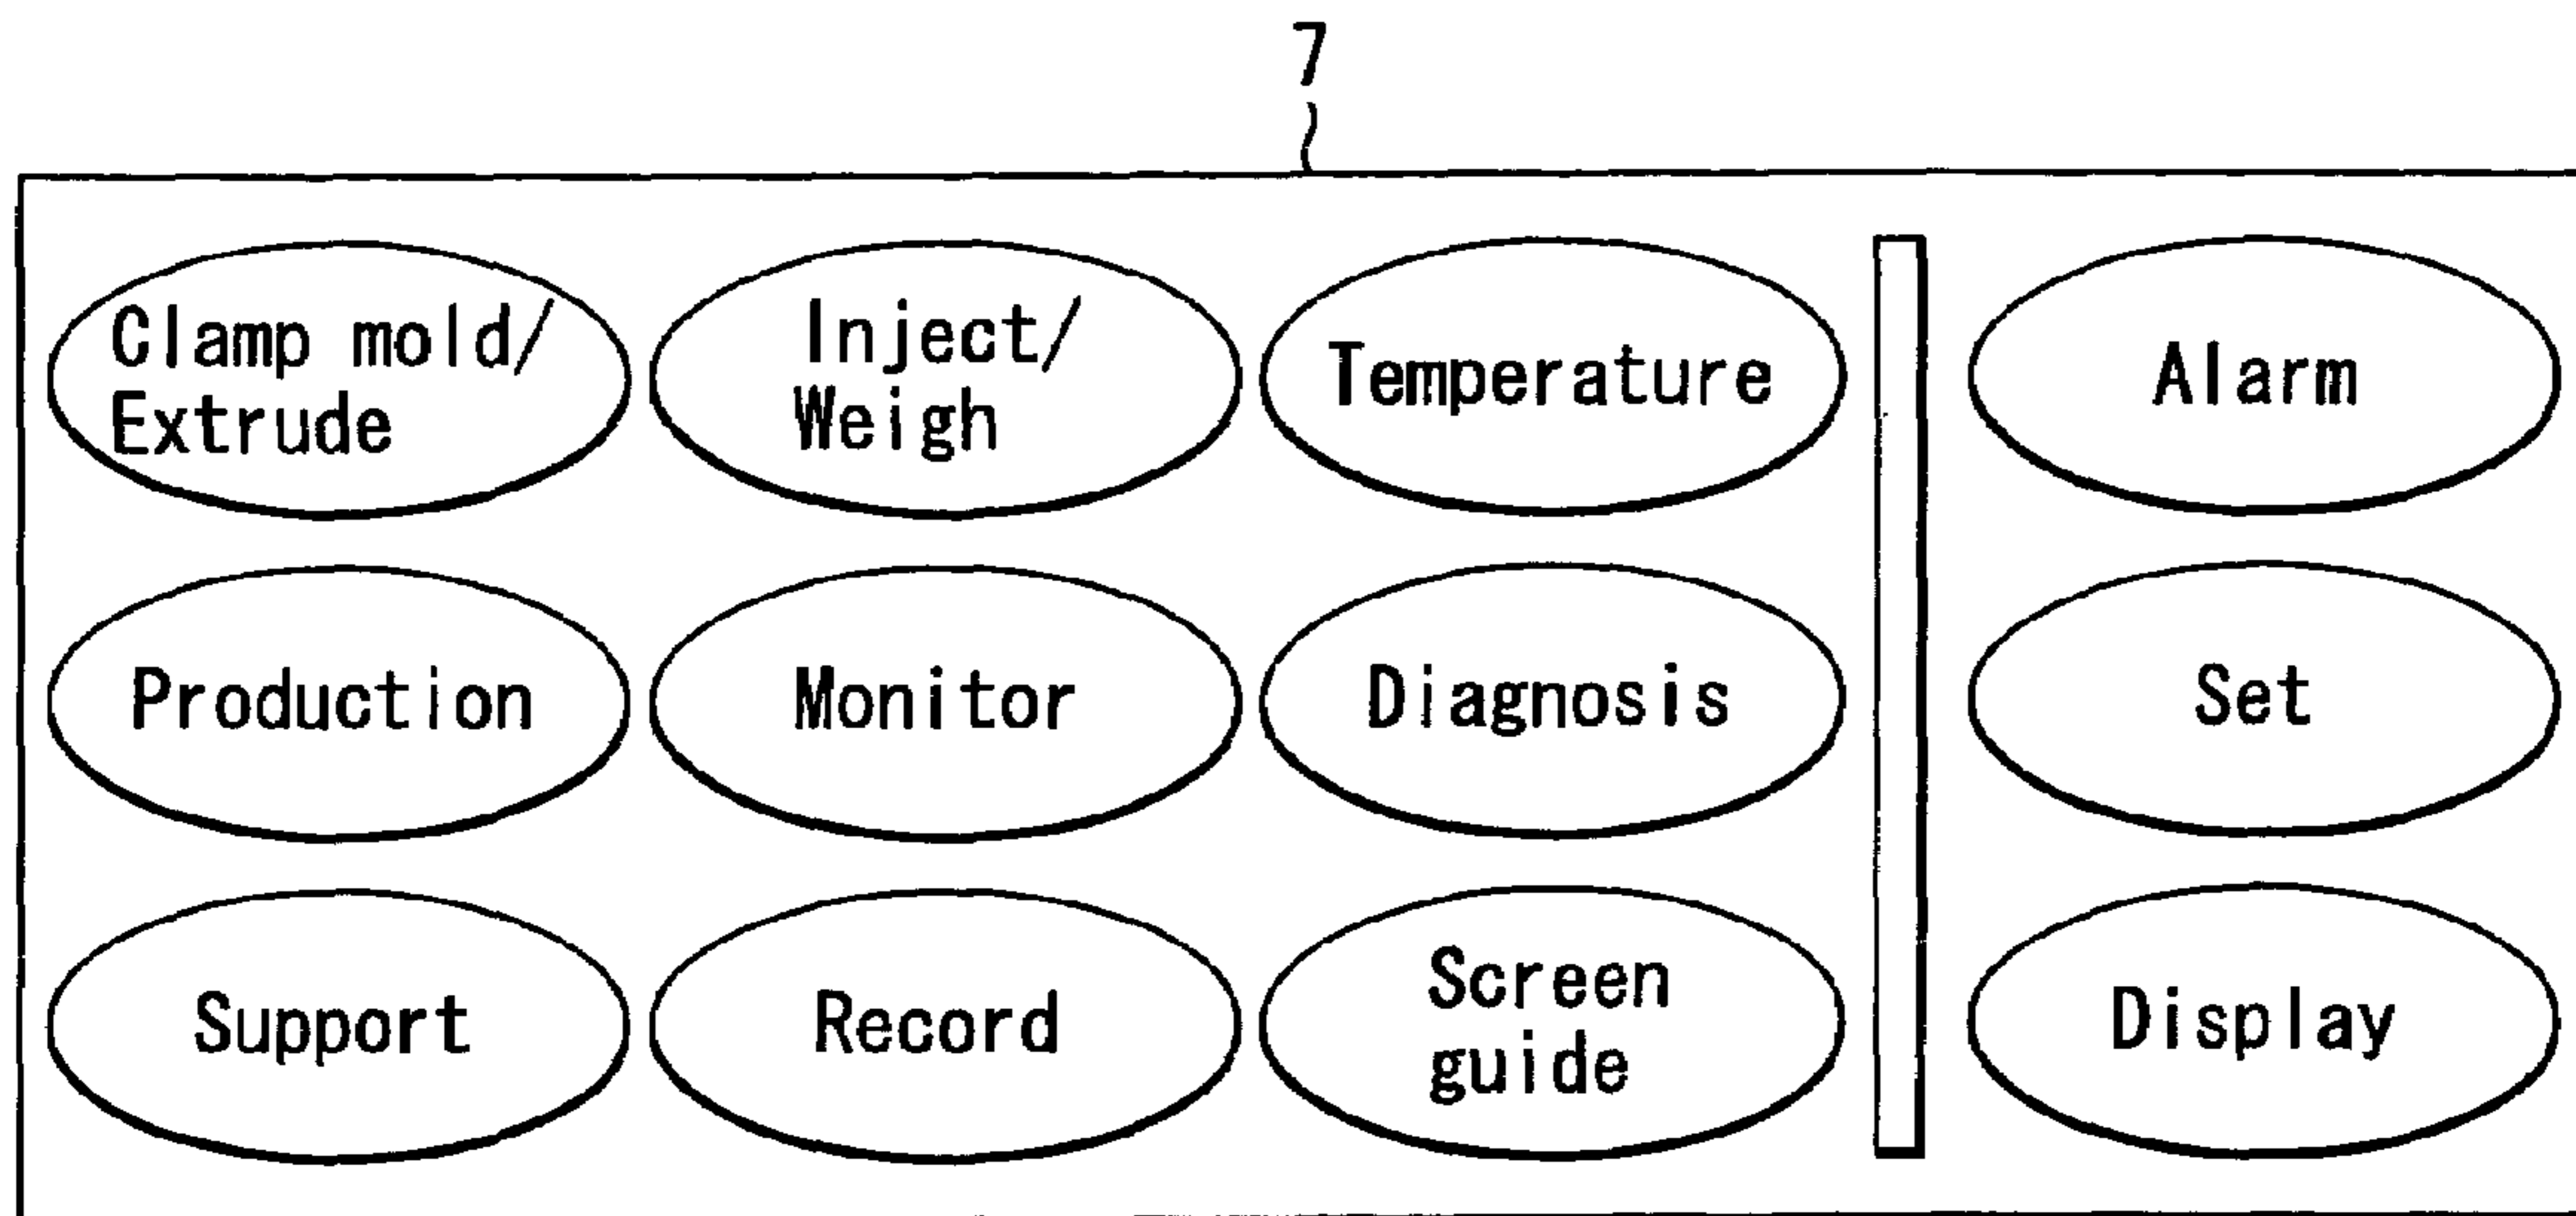 7
Clamp mold/
Extrude
Inject/
Weigh
Temperature
Alarm
Production
Monitor
Diagnosis
Set
Support
Record
Screen
guide
Display